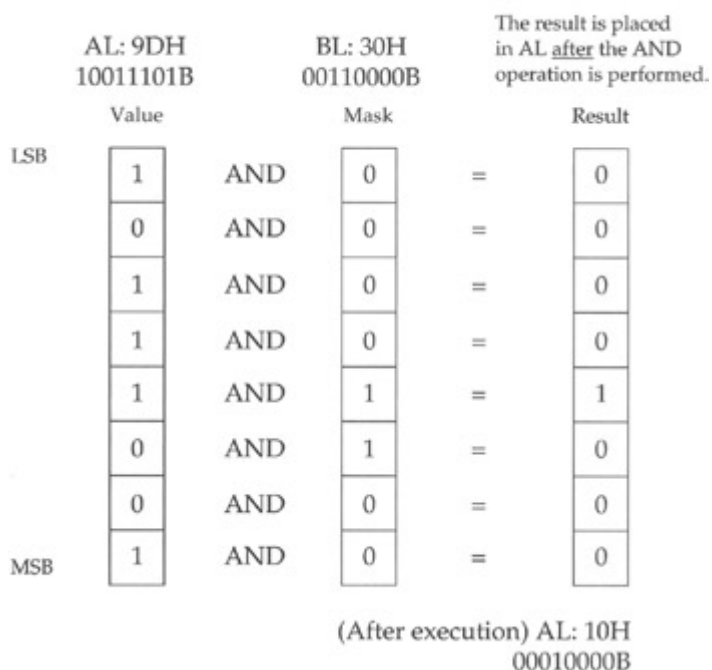 The result is placed
in AL after the AND
operation is performed.
AL: 9DH BL: 30H
10011101B 00110000B
Value Mask Result
LSB
1 AND 0 = 0
0 AND 0 = 0
1 AND 0 = 0
1 AND 0 = 0
1 AND 1 = 1
0 AND 1 = 0
0 AND 0 = 0
MSB 1 AND 0 = 0
(After execution) AL: 10H
00010000B